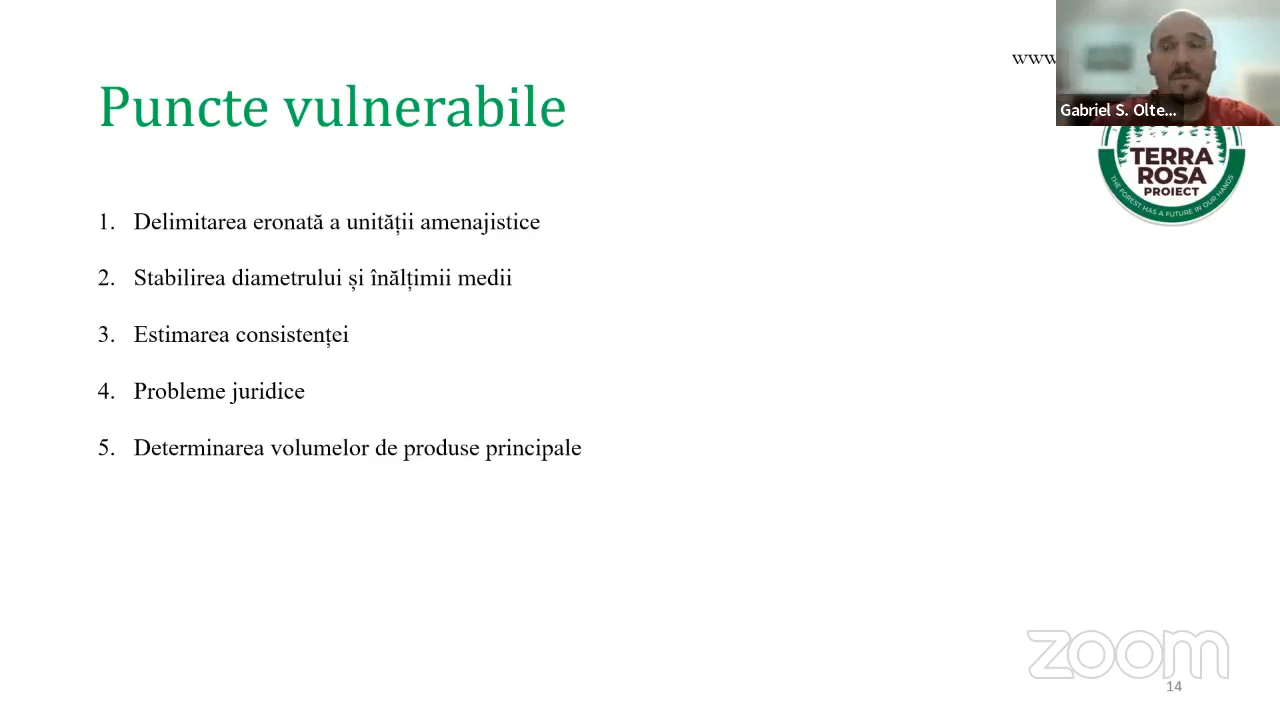 www
Puncte vulnerabile
Gabriel S. Olte...
TERRA
ROSA
PROIECT
THE FOREST HAS A FUTURE IN OUR HANDS
1. Delimitarea eronată a unității amenajistice
2. Stabilirea diametrului și înălțimii medii
3. Estimarea consistenței
4. Probleme juridice
5. Determinarea volumelor de produse principale
zoom
14